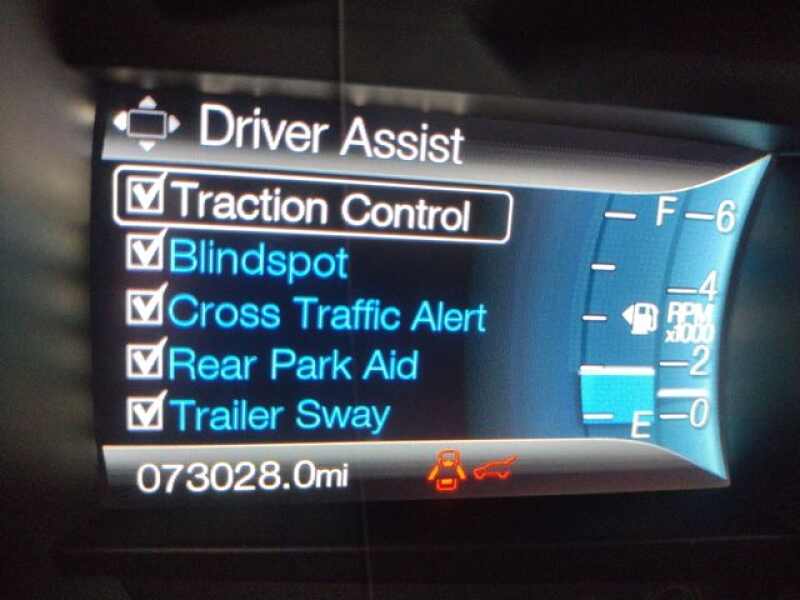 Driver Assist
Traction Control
Blindspot
Cross Traffic Alert
Rear Park Aid
Trailer Sway
F 6
4
RPM
x1000
2
E 0
073028.0mi